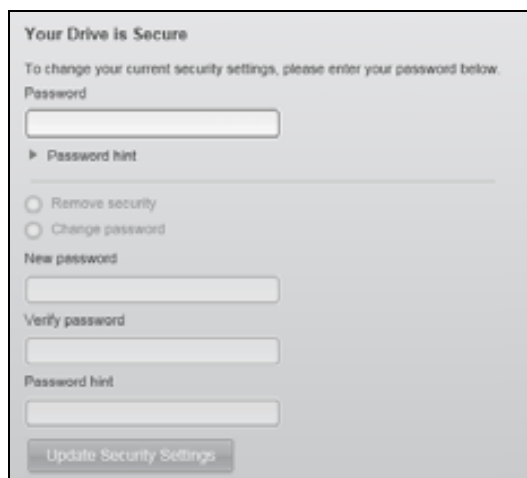 Your Drive is Secure
To change your current security settings, please enter your password below.
Password
Password hint
Remove security
Change password
New password
Verify password
Password hint
Update Security Settings